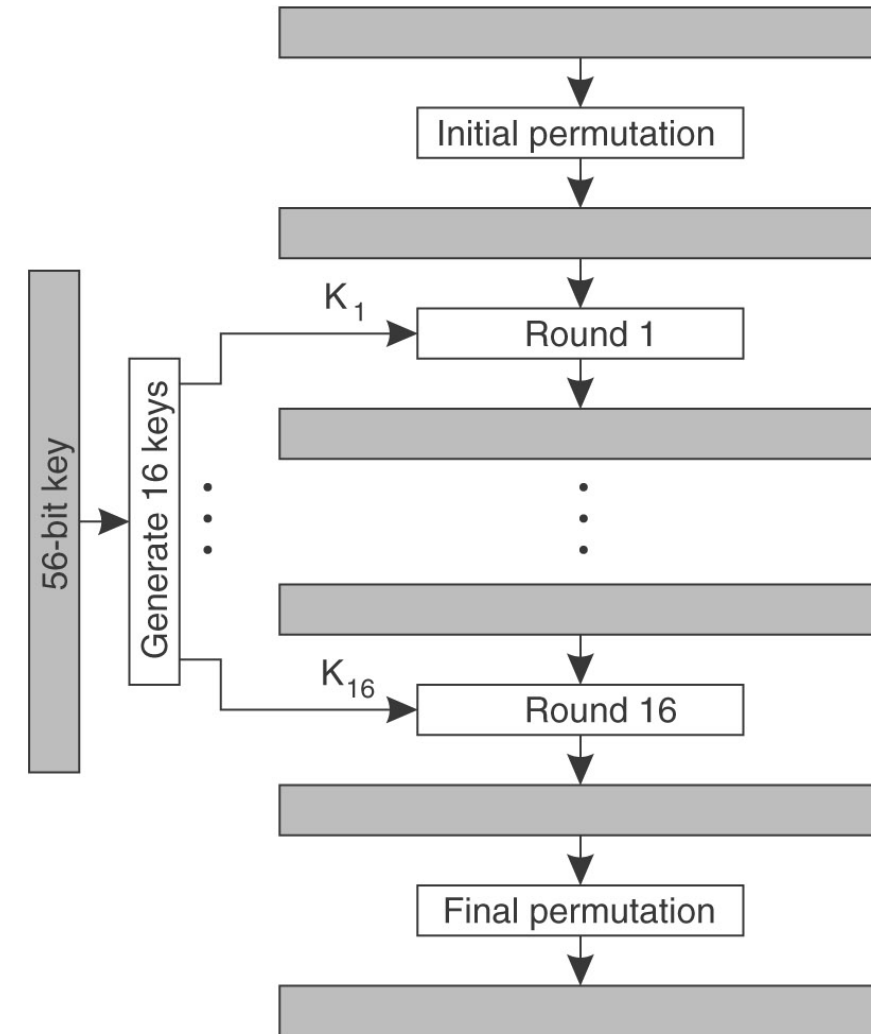 Initial permutation
K1
Round 1
56-bit key
Generate 16 keys
K16
Round 16
Final permutation